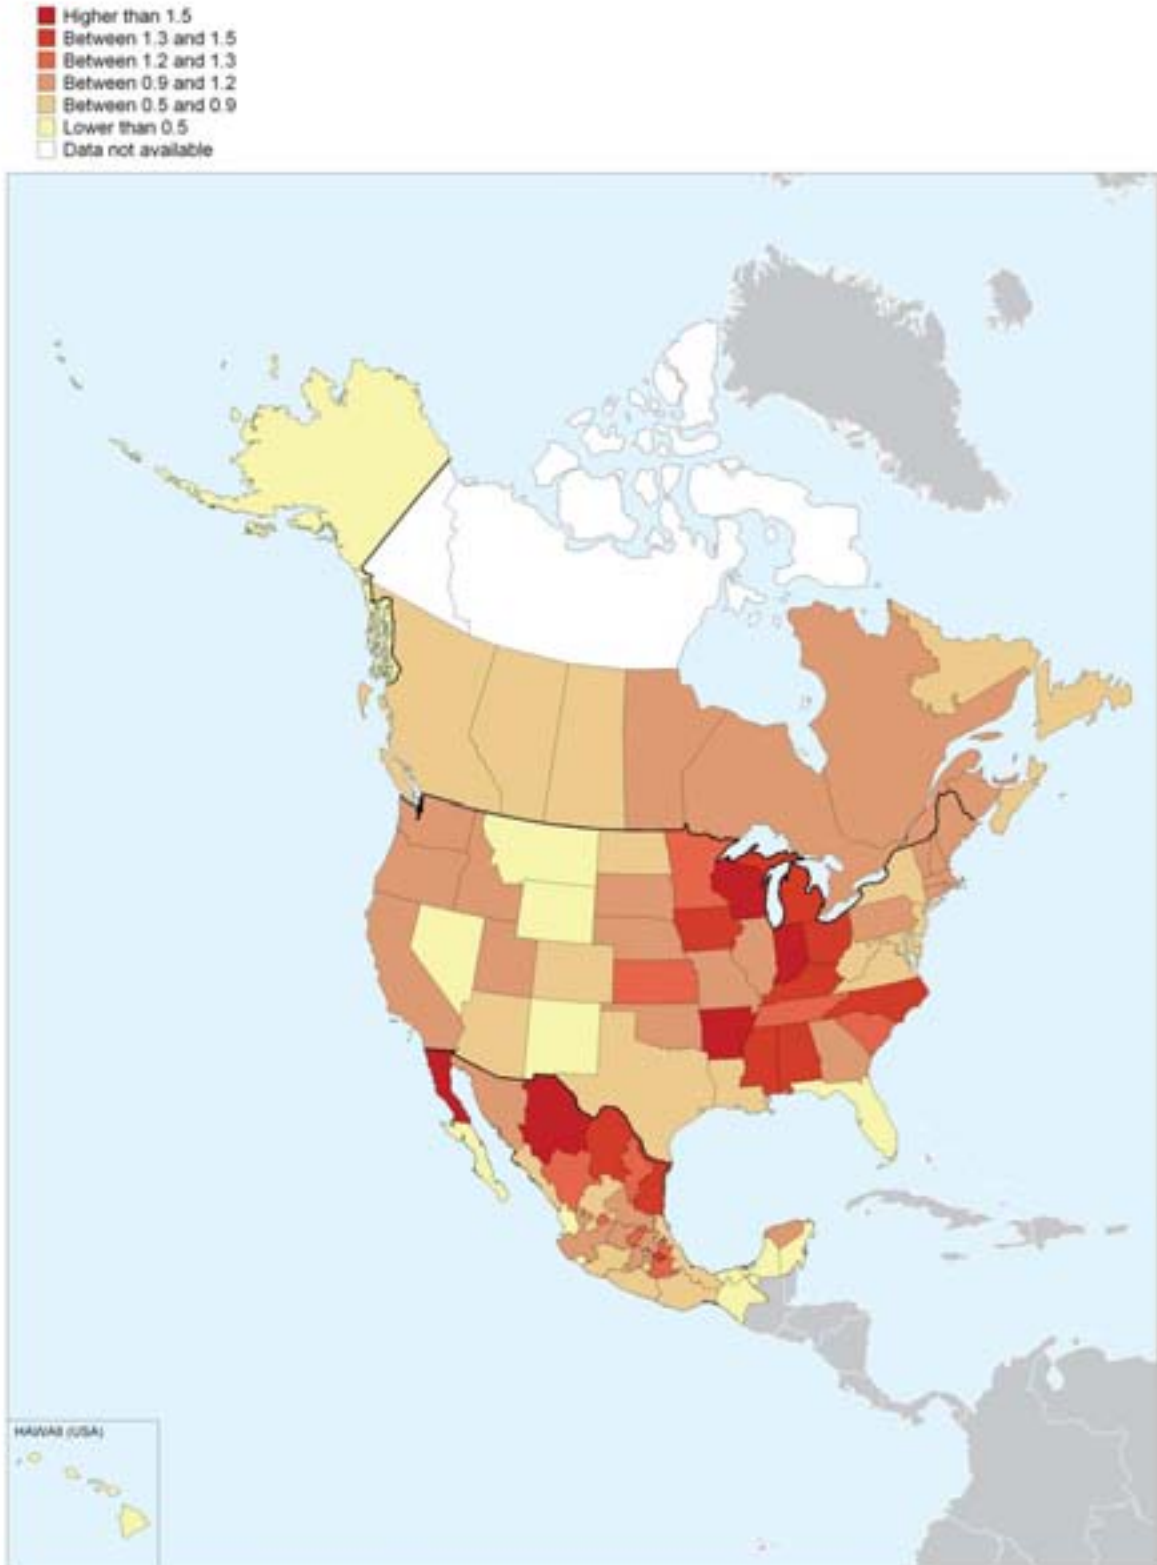 Higher than 1.5
Between 1.3 and 1.5
Between 1.2 and 1.3
Between 0.9 and 1.2
Between 0.5 and 0.9
Lower than 0.5
Data not available
HAWAII (USA)